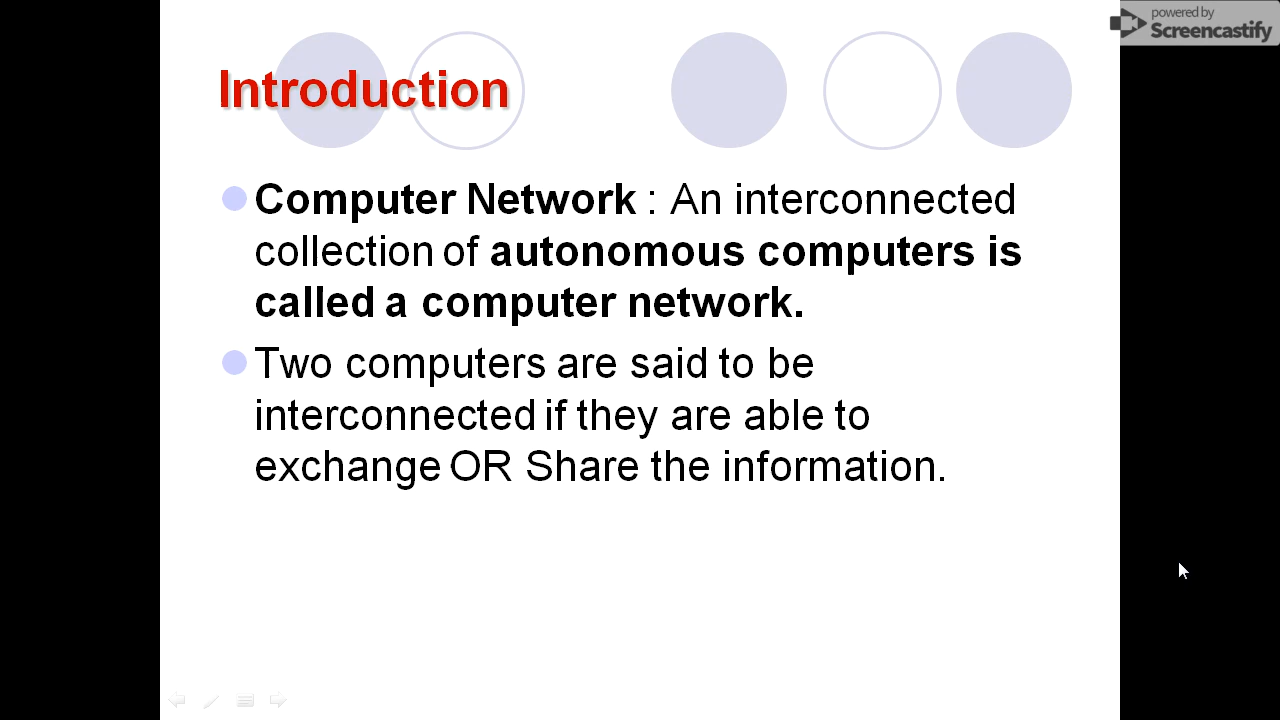 powered by
Screencastify
Introduction
Computer Network : An interconnected
collection of autonomous computers is
called a computer network.
Two computers are said to be
interconnected if they are able to
exchange OR Share the information.